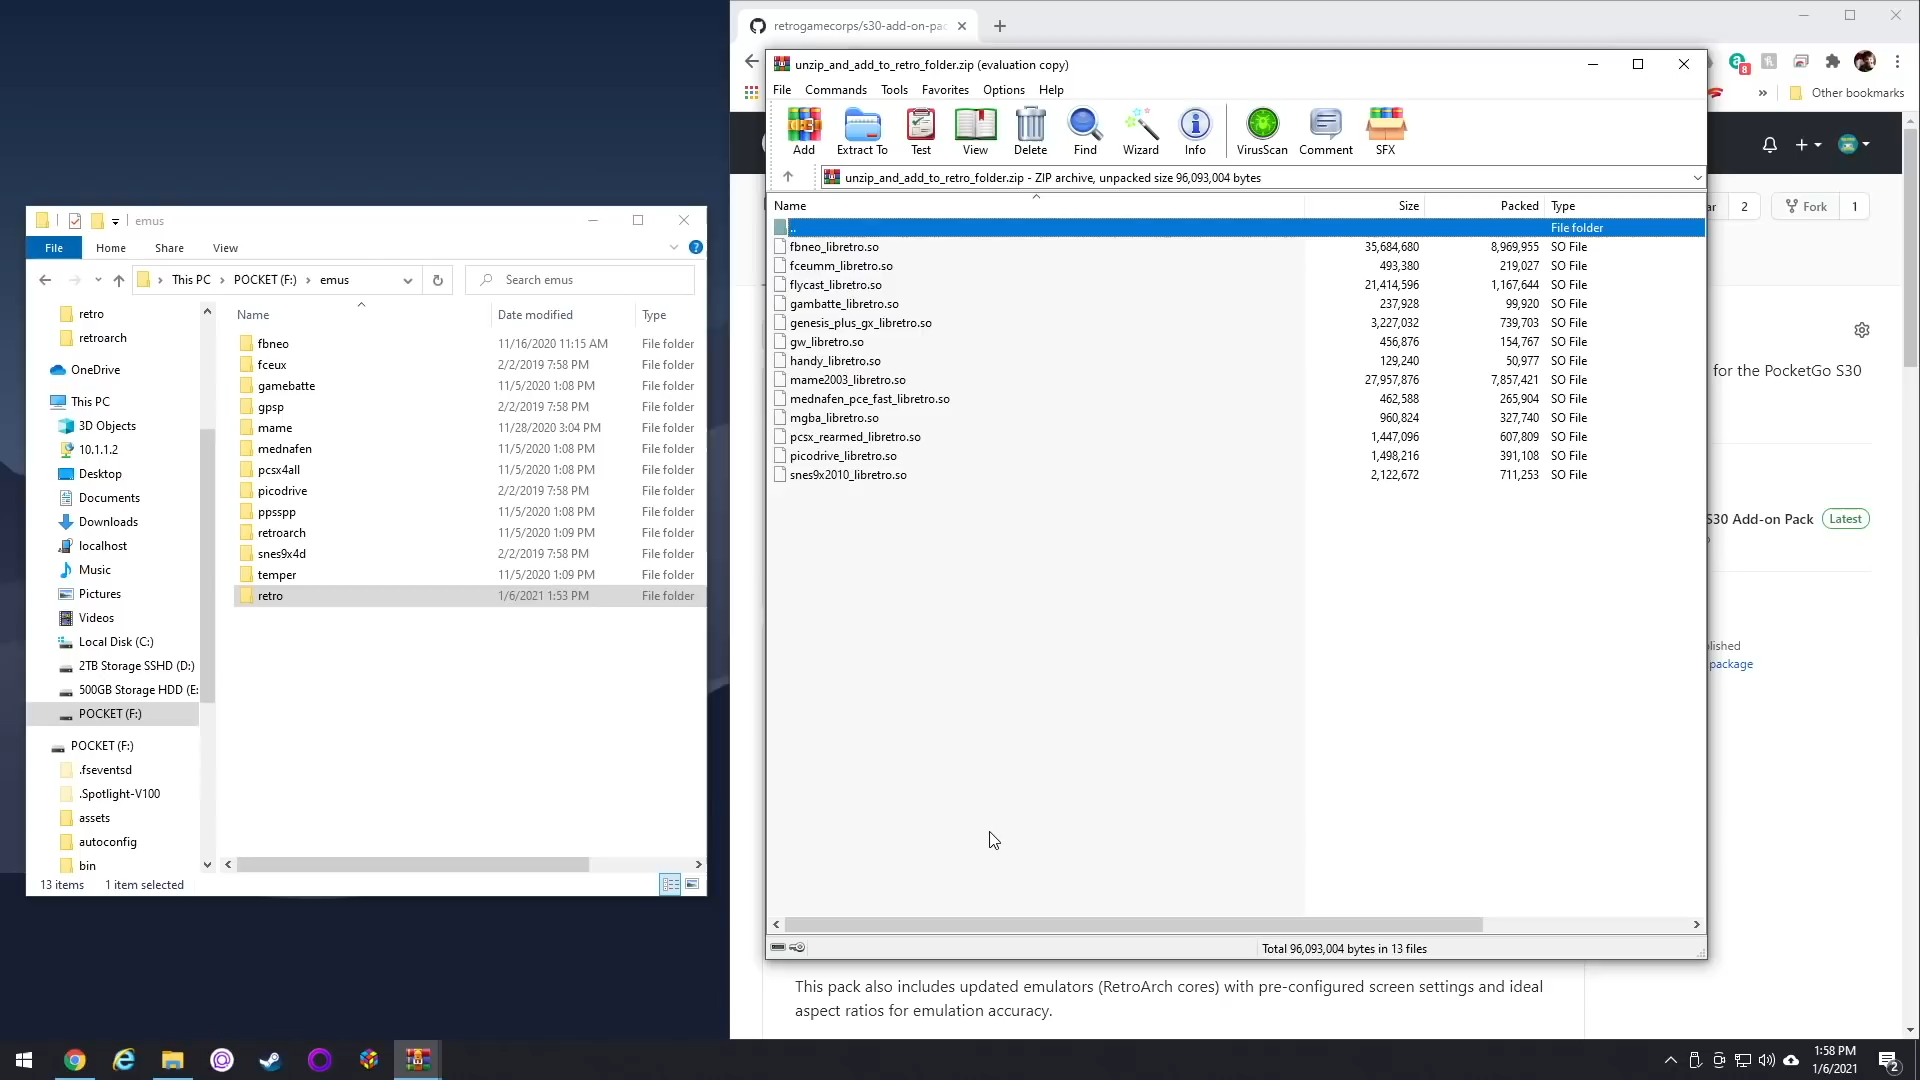 retrogamecorps/s30-add-on-pac
unzip_and_add_to_retro_folder.zip (evaluation copy)
File Commands Tools Favorites Options Help
8
Other bookmarks
Add Extract To Test View Delete Find Wizard Info VirusScan Comment SFX
unzip_and_add_to_retro_folder.zip - ZIP archive, unpacked size 96,093,004 bytes
Name Size Packed Type
.. File folder
fbneo_libretro.so 35,684,680 8,969,955 SO File
fceumm_libretro.so 493,380 219,027 SO File
flycast_libretro.so 21,414,596 1,167,644 SO File
gambatte_libretro.so 237,928 99,920 SO File
genesis_plus_gx_libretro.so 3,227,032 739,703 SO File
gw_libretro.so 456,876 154,767 SO File
handy_libretro.so 129,240 50,977 SO File
mame2003_libretro.so 27,957,876 7,857,421 SO File
mednafen_pce_fast_libretro.so 462,588 265,904 SO File
mgba_libretro.so 960,824 327,740 SO File
pcsx_rearmed_libretro.so 1,447,096 607,809 SO File
picodrive_libretro.so 1,498,216 391,108 SO File
snes9x2010_libretro.so 2,122,672 711,253 SO File
Total 96,093,004 bytes in 13 files
ar 2 Fork 1
for the PocketGo S30
S30 Add-on Pack Latest
lished
package
This pack also includes updated emulators (RetroArch cores) with pre-configured screen settings and ideal
aspect ratios for emulation accuracy.
emus
File Home Share View
This PC POCKET (F:) emus
Search emus
retro
retroarch
OneDrive
This PC
3D Objects
10.1.1.2
Desktop
Documents
Downloads
localhost
Music
Pictures
Videos
Local Disk (C:)
2TB Storage SSHD (D:)
500GB Storage HDD (E:
POCKET (F:)
POCKET (F:)
.fseventsd
.Spotlight-V100
assets
autoconfig
bin
Name Date modified Type
fbneo 11/16/2020 11:15 AM File folder
fceux 2/2/2019 7:58 PM File folder
gamebatte 11/5/2020 1:08 PM File folder
gpsp 2/2/2019 7:58 PM File folder
mame 11/28/2020 3:04 PM File folder
mednafen 11/5/2020 1:08 PM File folder
pcsx4all 11/5/2020 1:08 PM File folder
picodrive 2/2/2019 7:58 PM File folder
ppsspp 11/5/2020 1:08 PM File folder
retroarch 11/5/2020 1:09 PM File folder
snes9x4d 2/2/2019 7:58 PM File folder
temper 11/5/2020 1:09 PM File folder
retro 1/6/2021 1:53 PM File folder
13 items 1 item selected
1:58 PM
1/6/2021
2